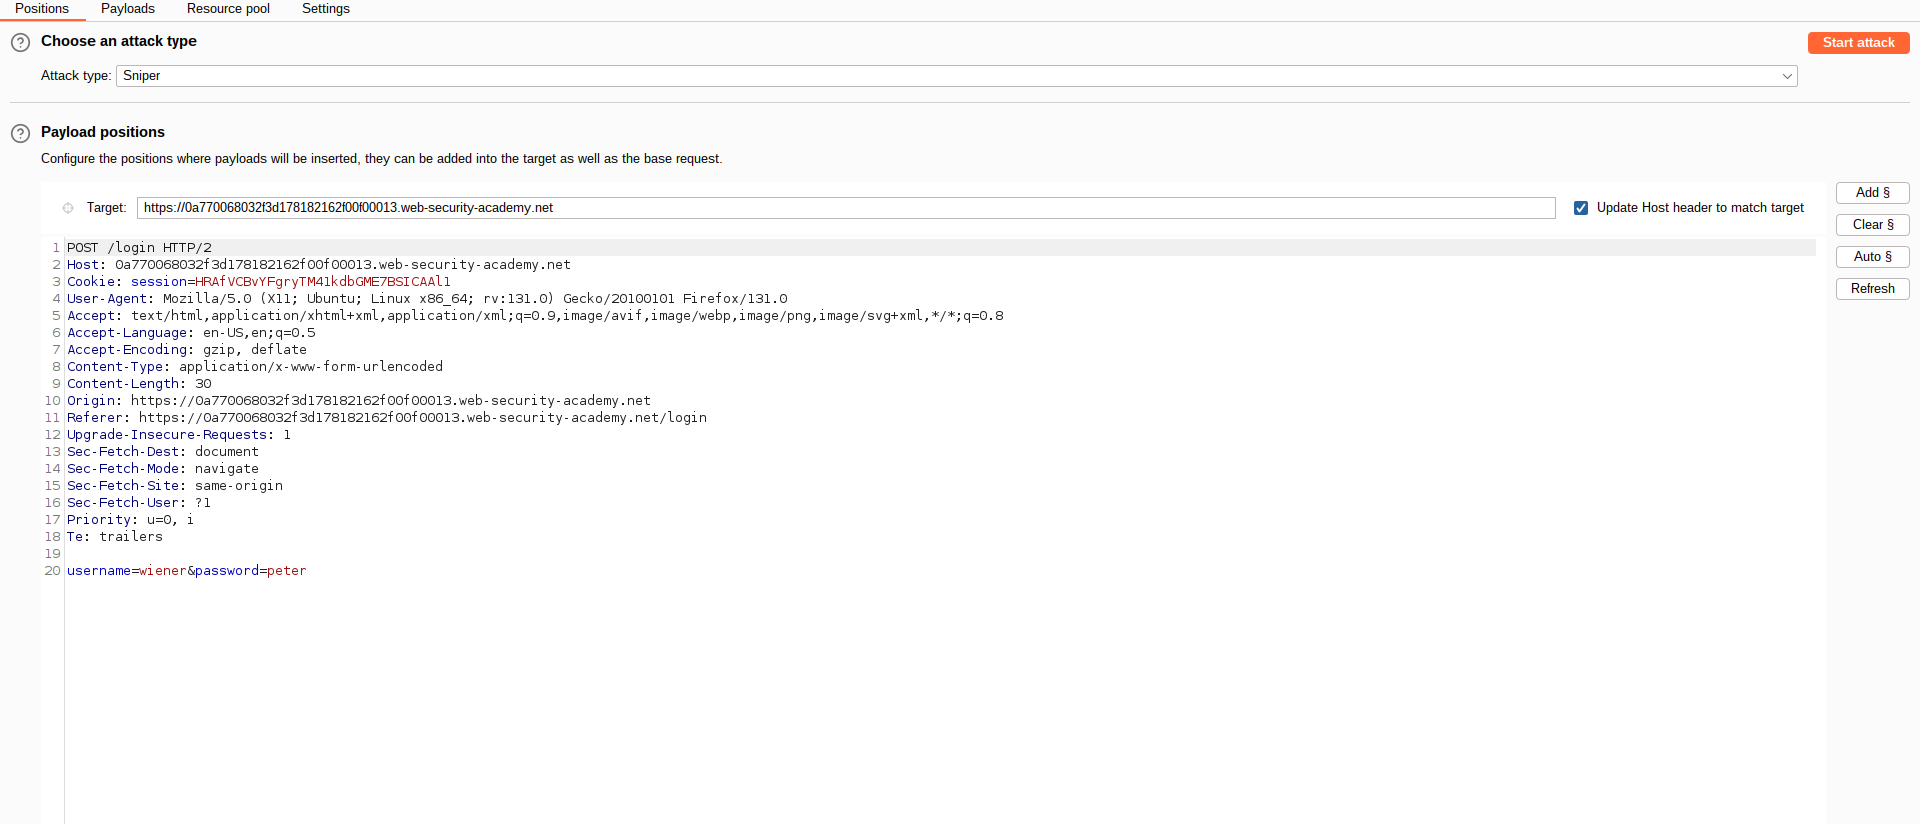 Positions Payloads Resource pool Settings
Choose an attack type
Start attack
Attack type: Sniper
Payload positions
Configure the positions where payloads will be inserted, they can be added into the target as well as the base request.
Target: https://0a770068032f3d178182162f00f00013.web-security-academy.net Update Host header to match target
Add §
Clear §
Auto §
Refresh
1 POST /login HTTP/2
2 Host: 0a770068032f3d178182162f00f00013.web-security-academy.net
3 Cookie: session=HRAfVCBvYFgryTM41kdbGME7BSICAAl1
4 User-Agent: Mozilla/5.0 (X11; Ubuntu; Linux x86_64; rv:131.0) Gecko/20100101 Firefox/131.0
5 Accept: text/html,application/xhtml+xml,application/xml;q=0.9,image/avif,image/webp,image/png,image/svg+xml,*/*;q=0.8
6 Accept-Language: en-US,en;q=0.5
7 Accept-Encoding: gzip, deflate
8 Content-Type: application/x-www-form-urlencoded
9 Content-Length: 30
10 Origin: https://0a770068032f3d178182162f00f00013.web-security-academy.net
11 Referer: https://0a770068032f3d178182162f00f00013.web-security-academy.net/login
12 Upgrade-Insecure-Requests: 1
13 Sec-Fetch-Dest: document
14 Sec-Fetch-Mode: navigate
15 Sec-Fetch-Site: same-origin
16 Sec-Fetch-User: ?1
17 Priority: u=0, i
18 Te: trailers
19
20 username=wiener&password=peter